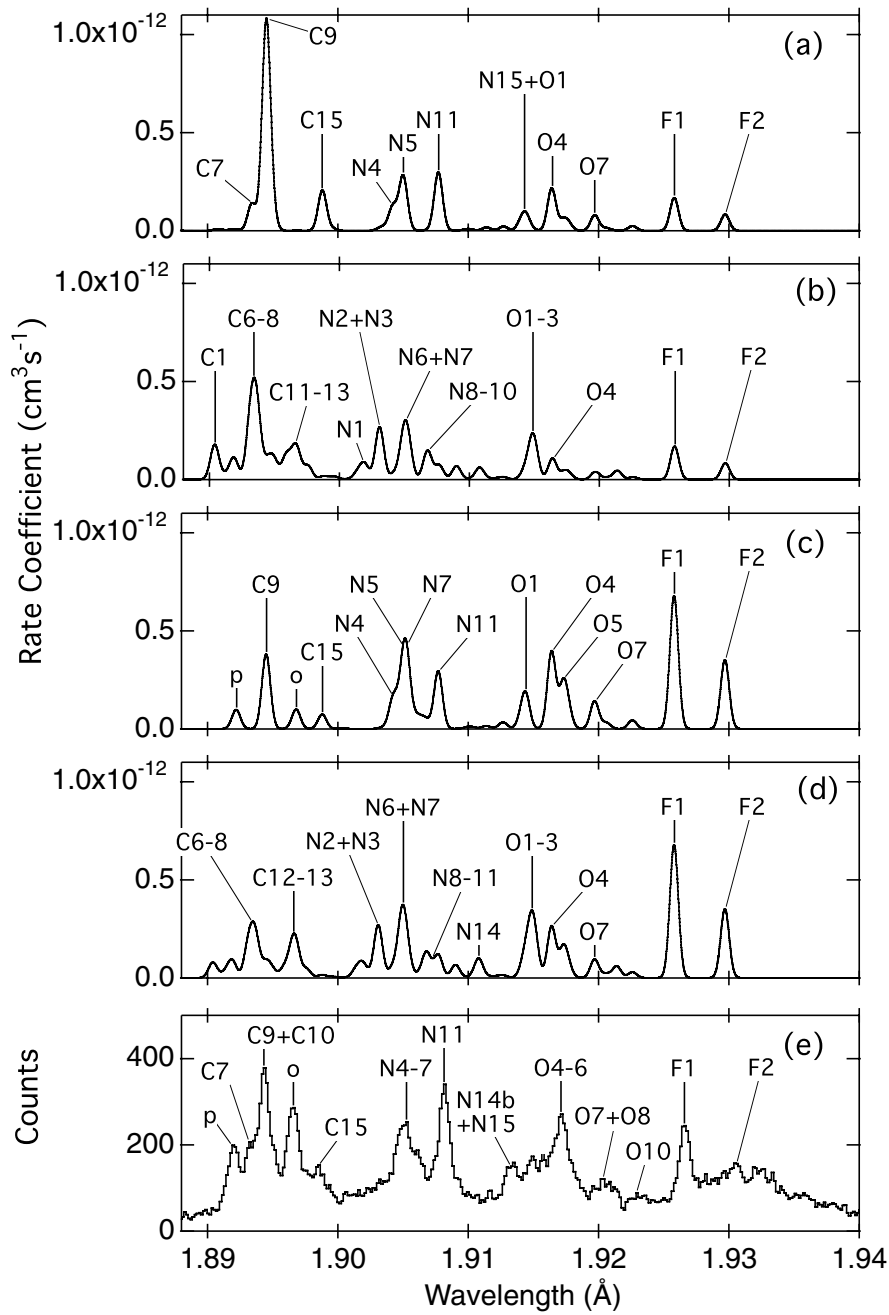 1.0x10-12
C9
(a)
N15+O1
C15
N5
N11
0.5
O4
F1
F2
C7
N4
O7
0.0
1.0x10-12
(b)
C6-8
N2+N3
O1-3
C1
N6+N7
F1
F2
0.5
C11-13
N8-10
O4
N1
0.0
Rate Coefficient (cm3s-1)
1.0x10-12
(c)
F1
F2
C9
N5
N7
O1
O4
0.5
N4
N11
O5
p
o
C15
O7
0.0
1.0x10-12
(d)
N6+N7
F1
F2
C6-8
N2+N3
O1-3
0.5
C12-13
N8-11
O4
N14
O7
0.0
Counts
C9+C10
N11
(e)
400
C7
o
N4-7
O4-6
F1
F2
N14b
+N15
p
C15
O7+O8
200
O10
0
1.89
1.90
1.91
1.92
1.93
1.94
Wavelength (Å)